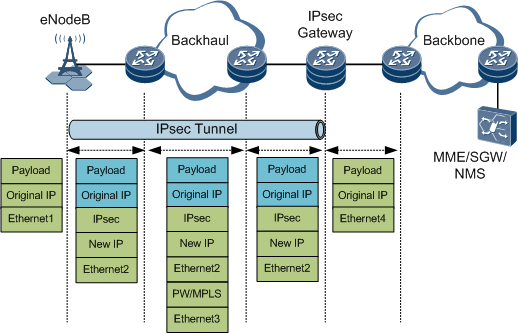 eNodeB
Backhaul
IPsec
Gateway
Backbone
MME/SGW/
NMS
IPsec Tunnel
Payload
Original IP
Ethernet1
Payload
Original IP
IPsec
New IP
Ethernet2
Payload
Original IP
IPsec
New IP
Ethernet2
PW/MPLS
Ethernet3
Payload
Original IP
IPsec
New IP
Ethernet2
Payload
Original IP
Ethernet4